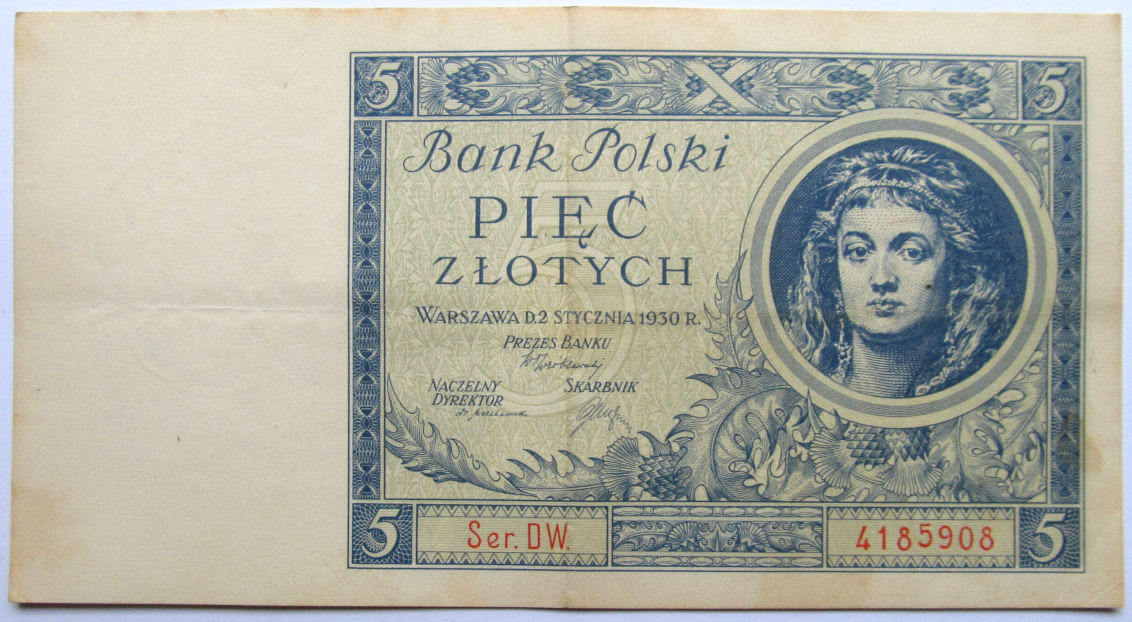 5 5
Bank Polski
PIĘĆ
ZŁOTYCH
WARSZAWA D.2 STYCZNIA 1930 R.
PREZES BANKU
NACZELNY SKARBNIK
DYREKTOR
5 Ser. DW. 4185908 5